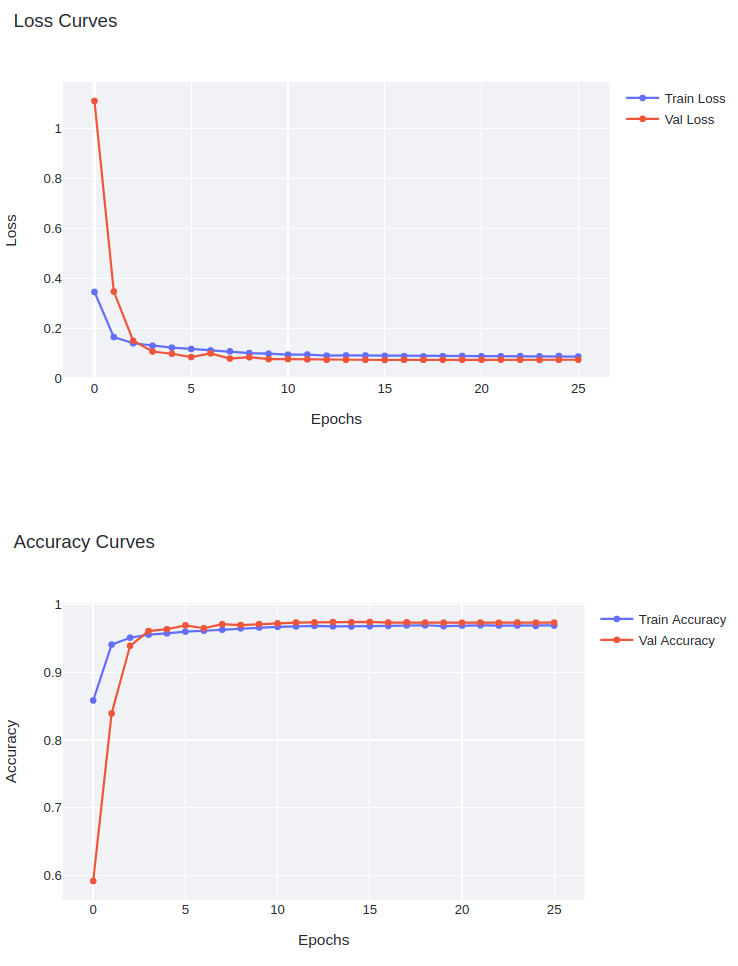 Loss Curves
Train Loss
Val Loss
1
0.8
0.6
0.4
0.2
0
Loss
0 5 10 15 20 25
Epochs
Accuracy Curves
Train Accuracy
Val Accuracy
1
0.9
0.8
0.7
0.6
Accuracy
0 5 10 15 20 25
Epochs